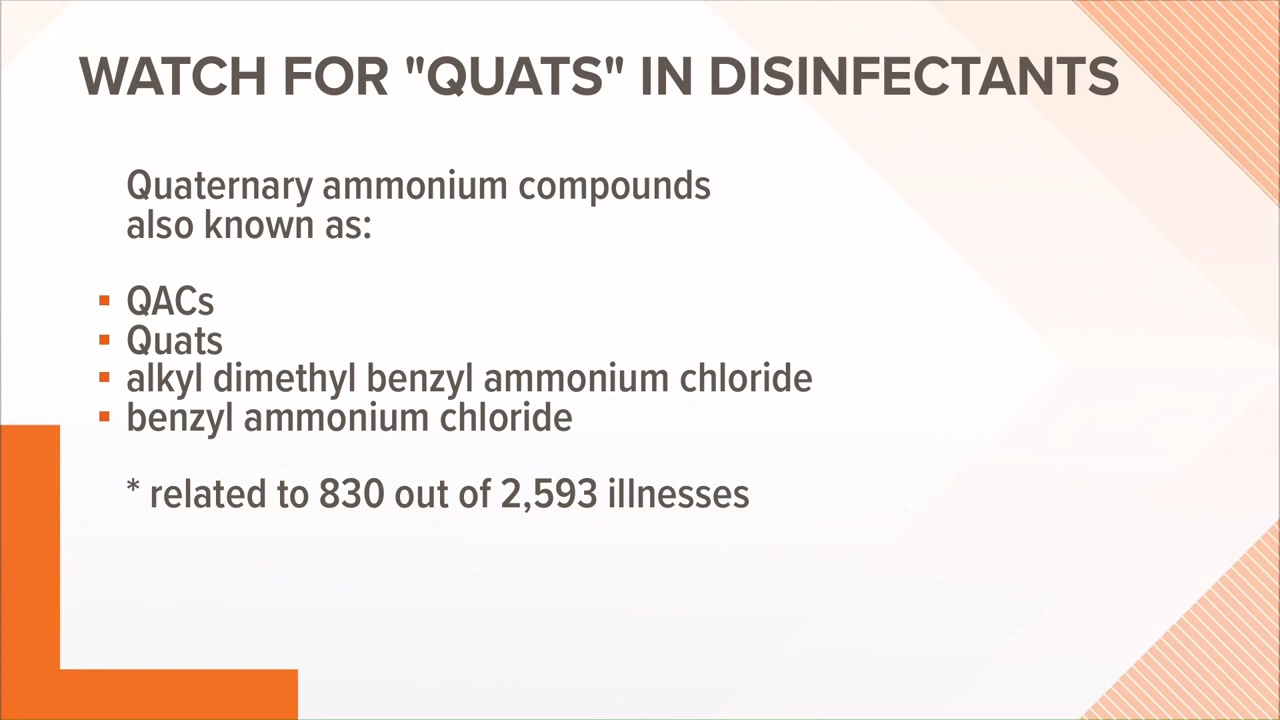 WATCH FOR "QUATS" IN DISINFECTANTS
Quaternary ammonium compounds
also known as:
QACs
Quats
alkyl dimethyl benzyl ammonium chloride
benzyl ammonium chloride
* related to 830 out of 2,593 illnesses